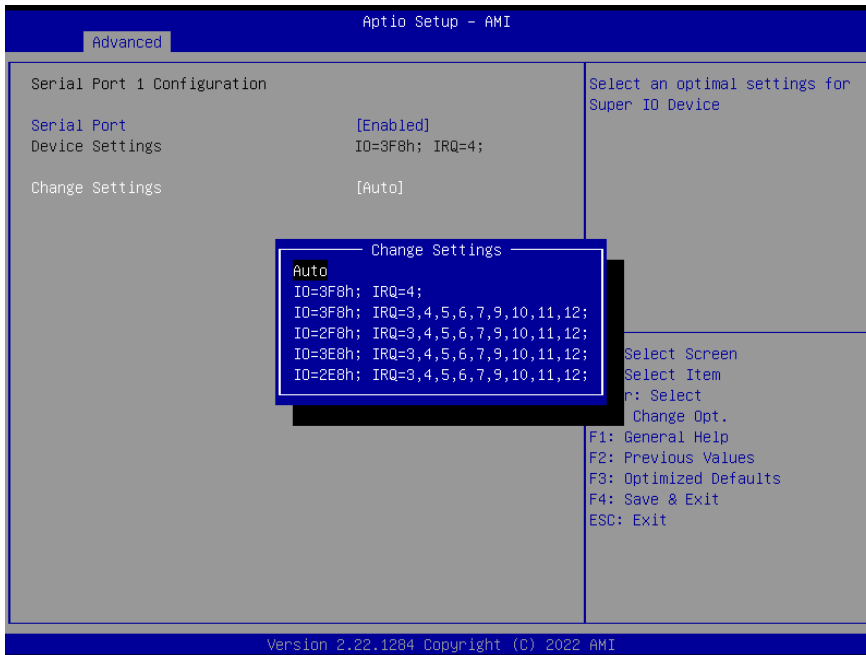 Aptio Setup - AMI
Advanced
Serial Port 1 Configuration
Serial Port [Enabled]
Device Settings IO=3F8h; IRQ=4;
Change Settings [Auto]
Select an optimal settings for
Super IO Device
Change Settings
Auto
IO=3F8h; IRQ=4;
IO=3F8h; IRQ=3,4,5,6,7,9,10,11,12;
IO=2F8h; IRQ=3,4,5,6,7,9,10,11,12;
IO=3E8h; IRQ=3,4,5,6,7,9,10,11,12;
IO=2E8h; IRQ=3,4,5,6,7,9,10,11,12;
Select Screen
Select Item
r: Select
Change Opt.
F1: General Help
F2: Previous Values
F3: Optimized Defaults
F4: Save & Exit
ESC: Exit
Version 2.22.1284 Copyright (C) 2022 AMI